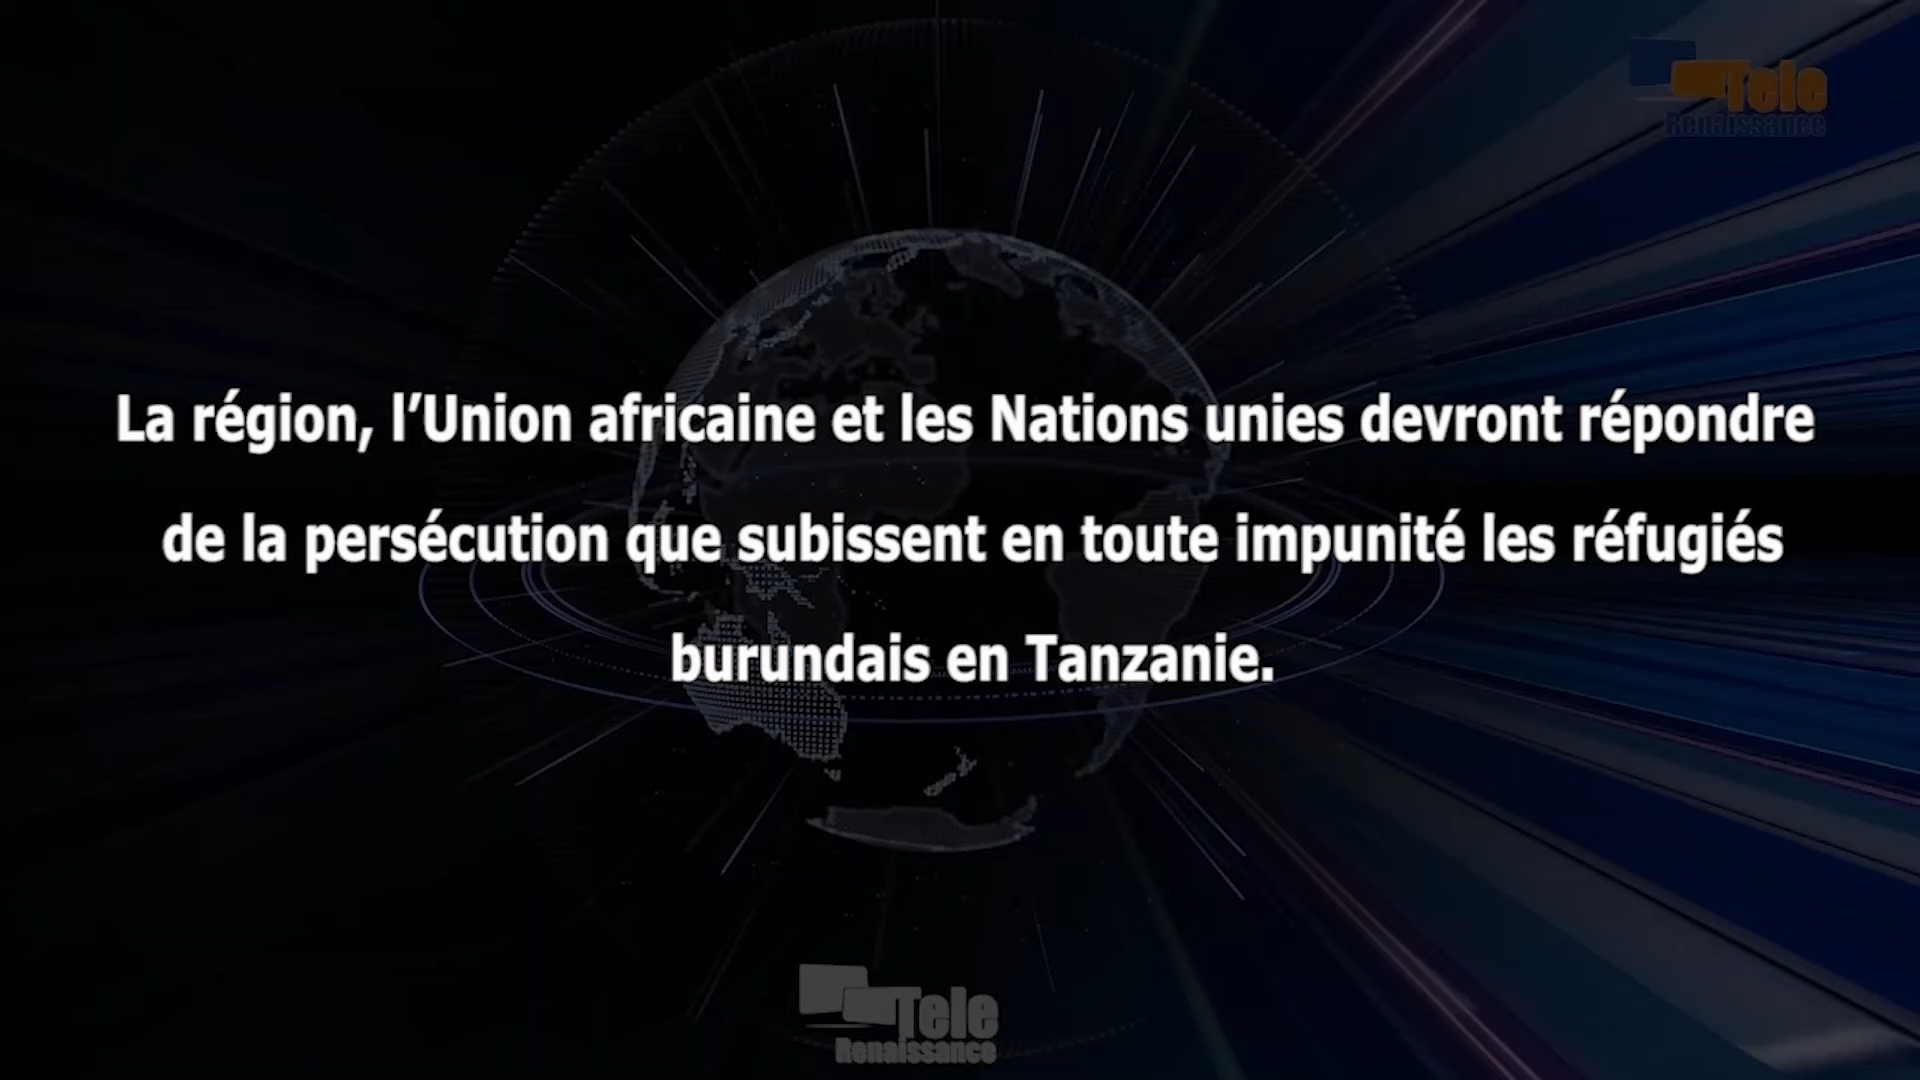 Tele
Renaissance
La région, l’Union africaine et les Nations unies devront répondre
de la persécution que subissent en toute impunité les réfugiés
burundais en Tanzanie.
Tele
Renaissance